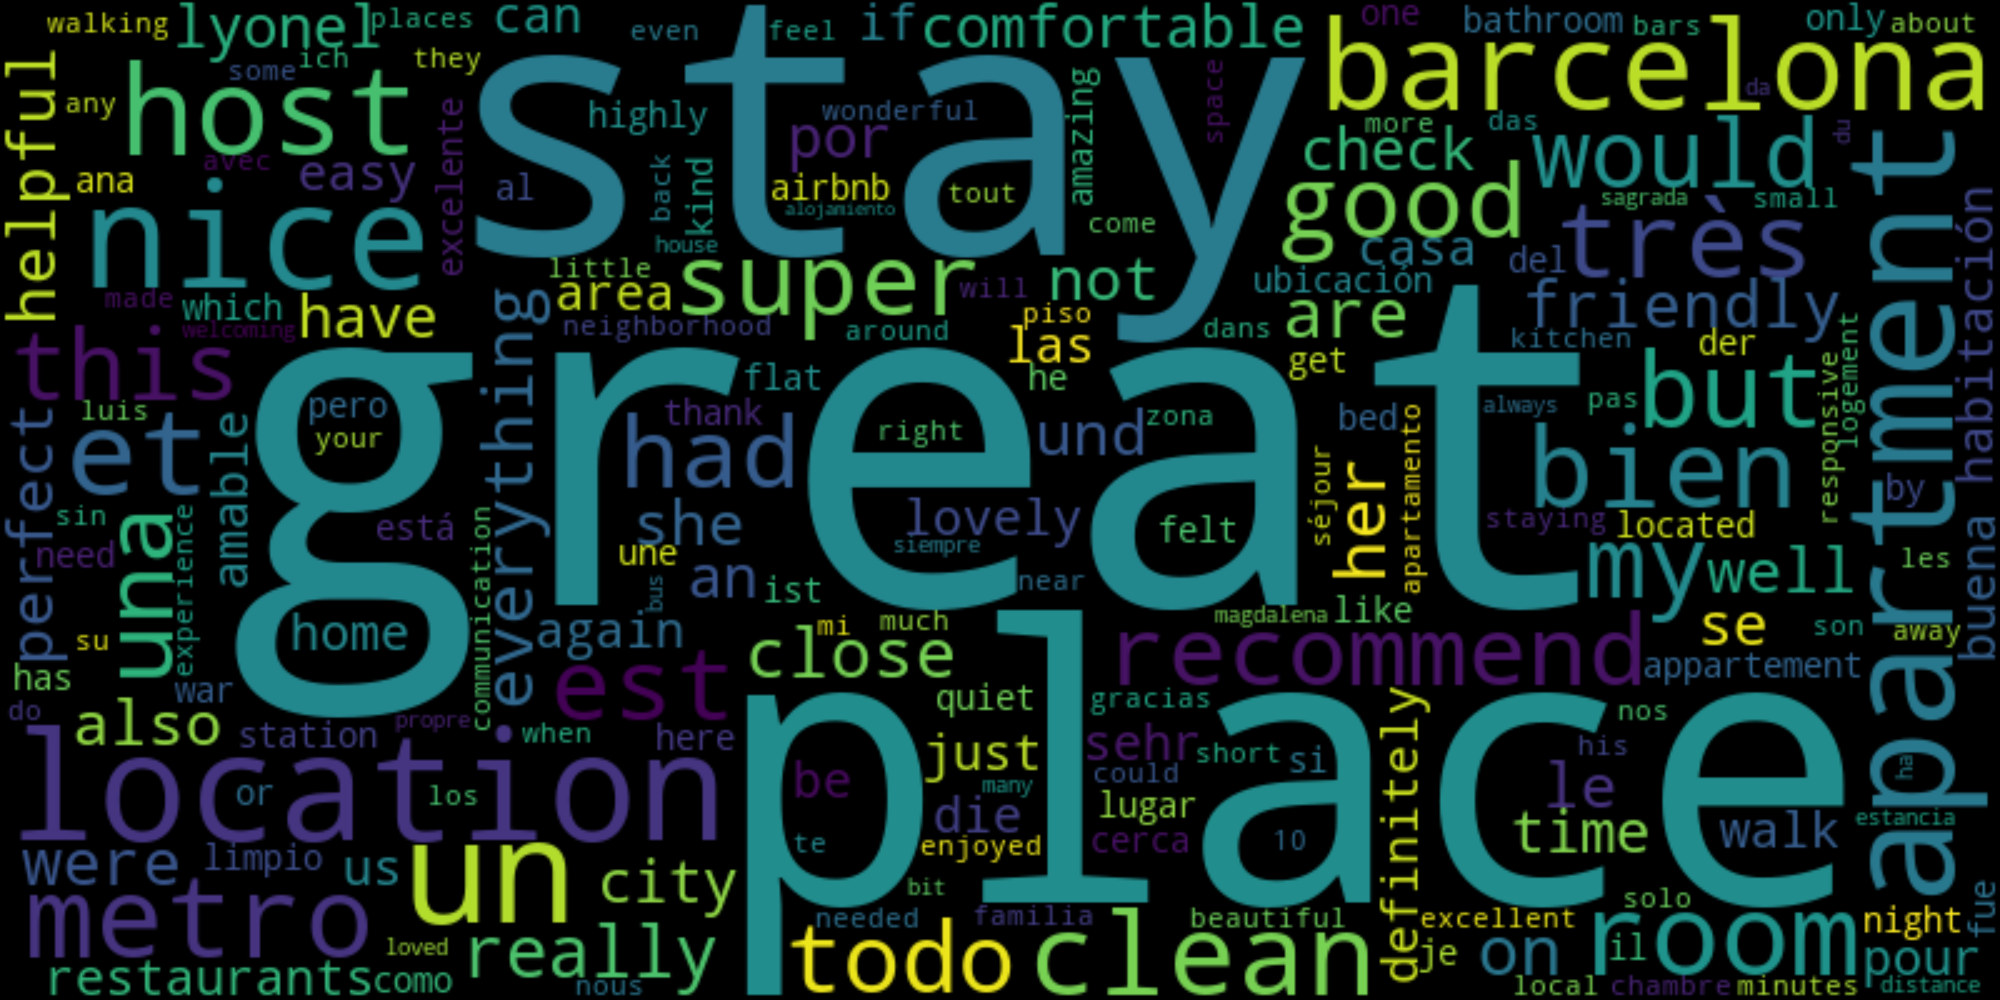 walking
lyonel
places
can
even
feel
if
comfortable
one
bathroom
bars
only
about
helpful
any
some
ich
they
host
stay
barcelona
da
highly
wonderful
por
amazing
space
more
das
check
would
du
apartment
ana
avec
easy
excelente
al
back
kind
airbnb
alojamiento
tout
come
good
sagrada
small
nice
house
casa
del
très
habitación
made
which
welcoming
have
little
area
super
will
not
ubicación
are
friendly
neighborhood
around
piso
las
dans
kitchen
this
everything
great
he
get
der
flat
luis
pero
your
thank
right
und
zona
bed
always
pas
but
responsive
logement
perfect
et
amable
had
she
lovely
felt
séjour
her
apartamento
bien
by
sin
need
una
experience
está
communication
une
an
ist
siempre
near
staying
located
my
well
les
bus
home
again
mi
much
magdalena
like
recommend
se
son
away
buena
su
has
war
est
close
appartement
do
also
station
propre
when
here
quiet
gracias
place
nos
location
or
los
be
just
many
sehr
short
si
could
definitely
his
le
ha
die
lugar
time
walk
estancia
were
limpio
us
un
city
te
enjoyed
cerca
10
bit
metro
loved
really
needed
familia
beautiful
excellent
solo
night
fue
restaurants
como
nous
todo
clean
je
on
il
room
pour
local
chambre
minutes
distance